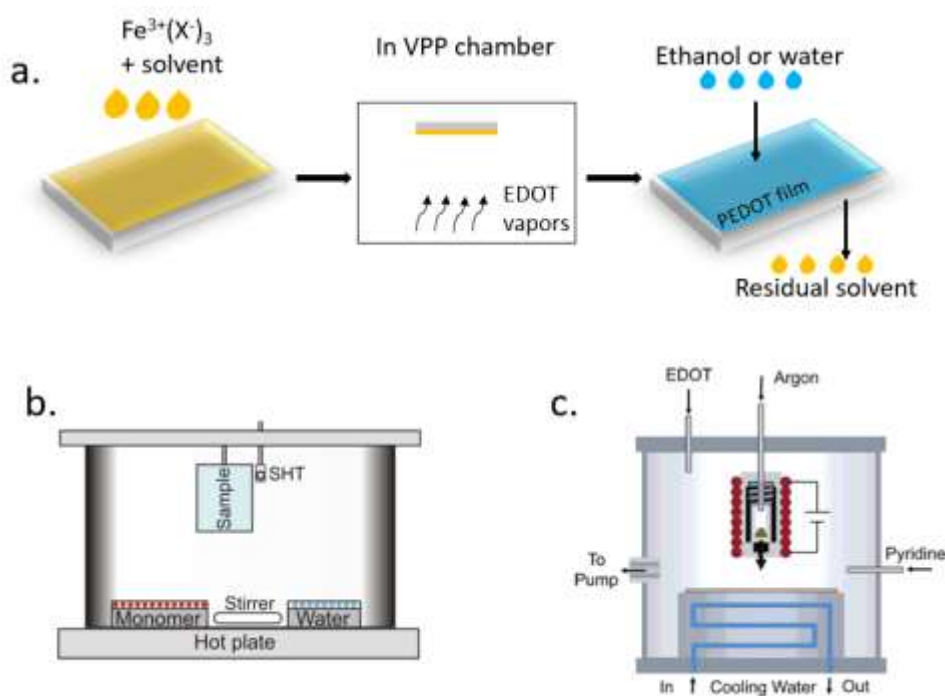 a.
Fe³⁺(X⁻)₃
+ solvent
In VPP chamber
EDOT
vapors
Ethanol or water
PEDOT film
Residual solvent
b.
SHT
Sample
Stirrer
Monomer
Water
Hot plate
c.
EDOT
Argon
To
Pump
Pyridine
In
Cooling Water
Out